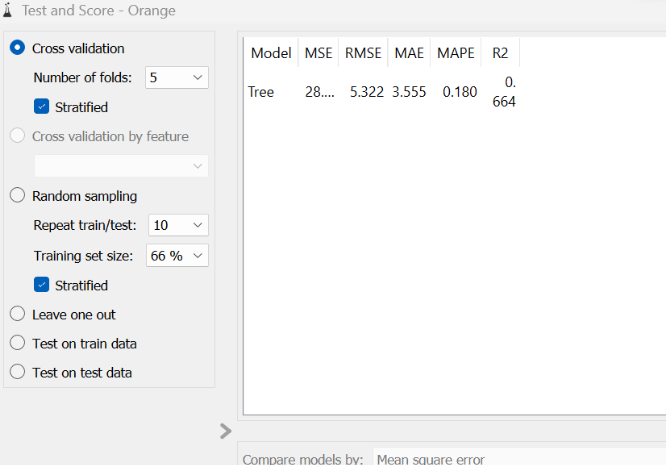 Test and Score - Orange
Cross validation
Number of folds: 5
Stratified
Cross validation by feature
Random sampling
Repeat train/test: 10
Training set size: 66 %
Stratified
Leave one out
Test on train data
Test on test data
Model MSE RMSE MAE MAPE R2
Tree 28.... 5.322 3.555 0.180 0.
664
Compare models by: Mean square error